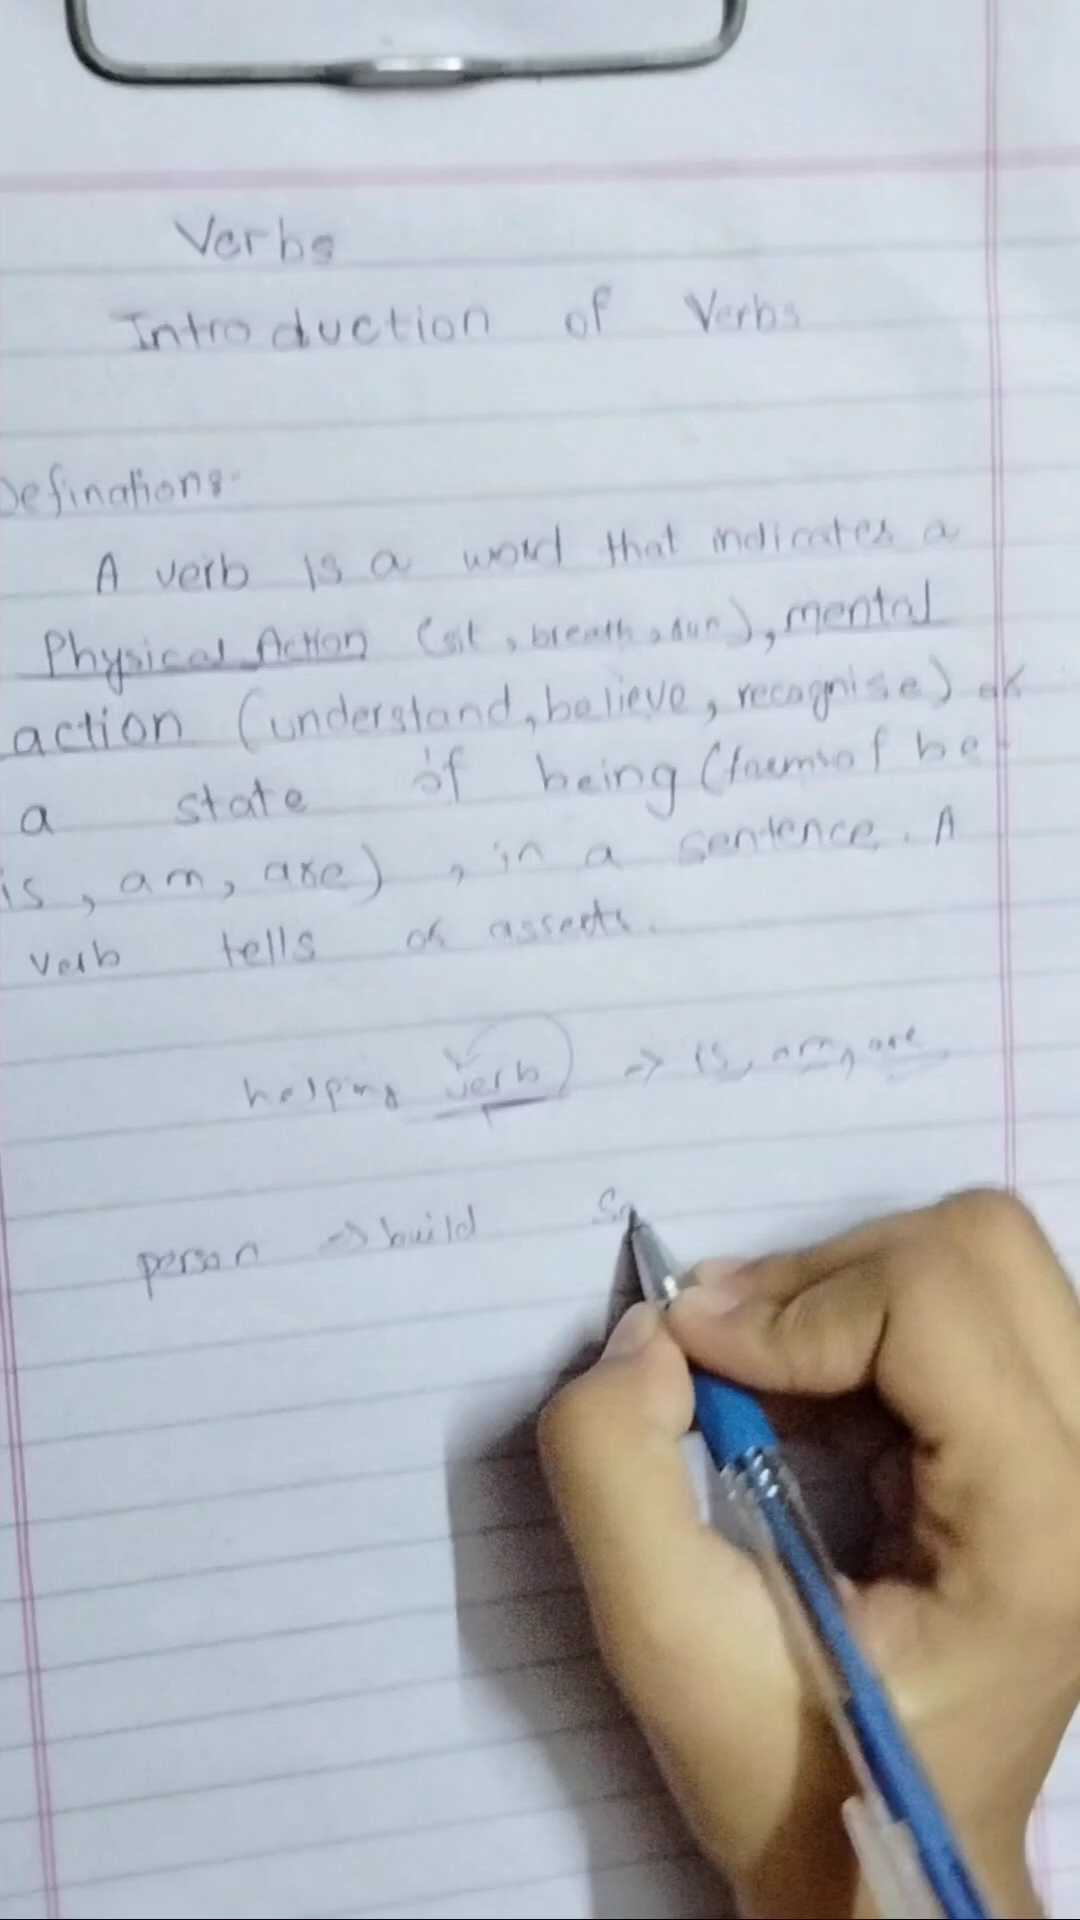 Verbs
Introduction of Verbs
Definations-
A verb is a word that indicates a
Physical Action (sit, breath, run), mental
action (understand, believe, recagnise) or
a state of being (forms of be
is, am, are), in a sentence. A
verb tells or asserts.
helping verb -> is, am, are
person -> build